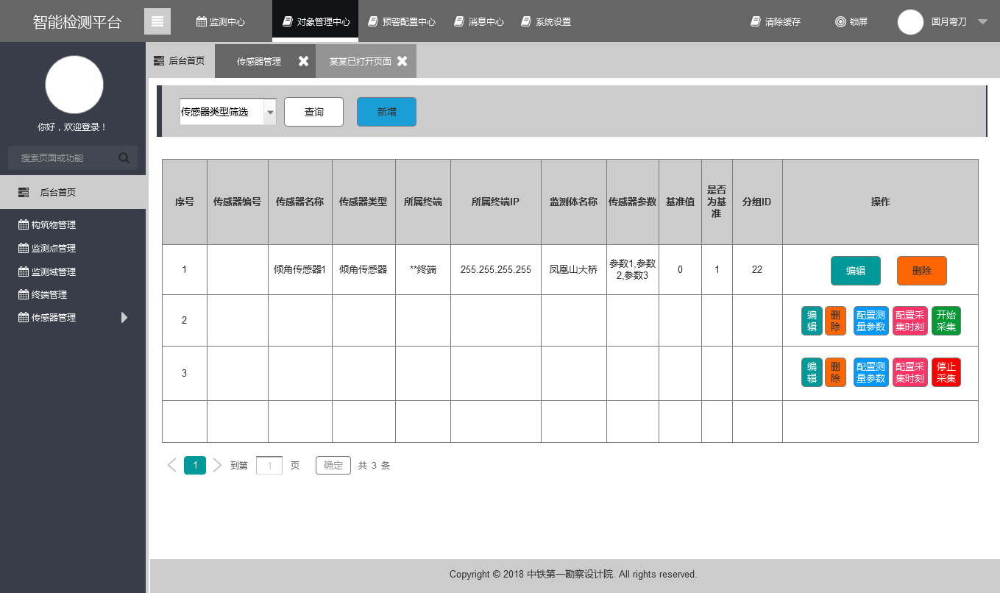 智能检测平台
监测中心
对象管理中心
预警配置中心
消息中心
系统设置
清除缓存
锁屏
圆月弯刀
你好，欢迎登录！
搜索页面或功能
后台首页
构筑物管理
监测点管理
监测域管理
终端管理
传感器管理
后台首页
传感器管理
某某已打开页面
传感器类型筛选
查询
新增
序号
传感器编号
传感器名称
传感器类型
所属终端
所属终端IP
监测体名称
传感器参数
基准值
是否
为基
准
分组ID
操作
1
倾角传感器1
倾角传感器
**终端
255.255.255.255
凤凰山大桥
参数1,参数
2,参数3
0
1
22
编辑
删除
2
编
辑
删
除
配置测
量参数
配置采
集时刻
开始
采集
3
编
辑
删
除
配置测
量参数
配置采
集时刻
停止
采集
1
到第
1
页
确定
共 3 条
Copyright © 2018 中铁第一勘察设计院. All rights reserved.